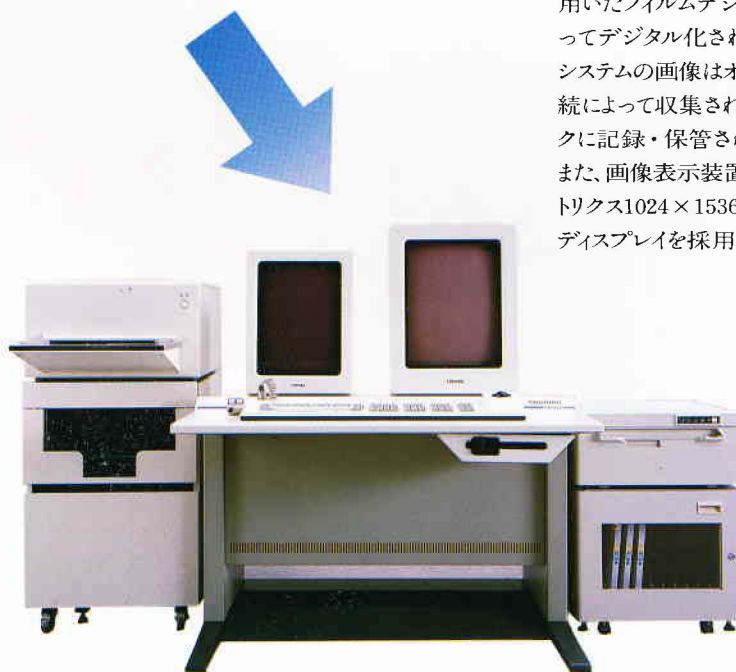 用いたフィルムデジ
ってデジタル化され
システムの画像はオ
続によって収集され
クに記録・保管さ
また、画像表示装置
トリクス1024×1536
ディスプレイを採用